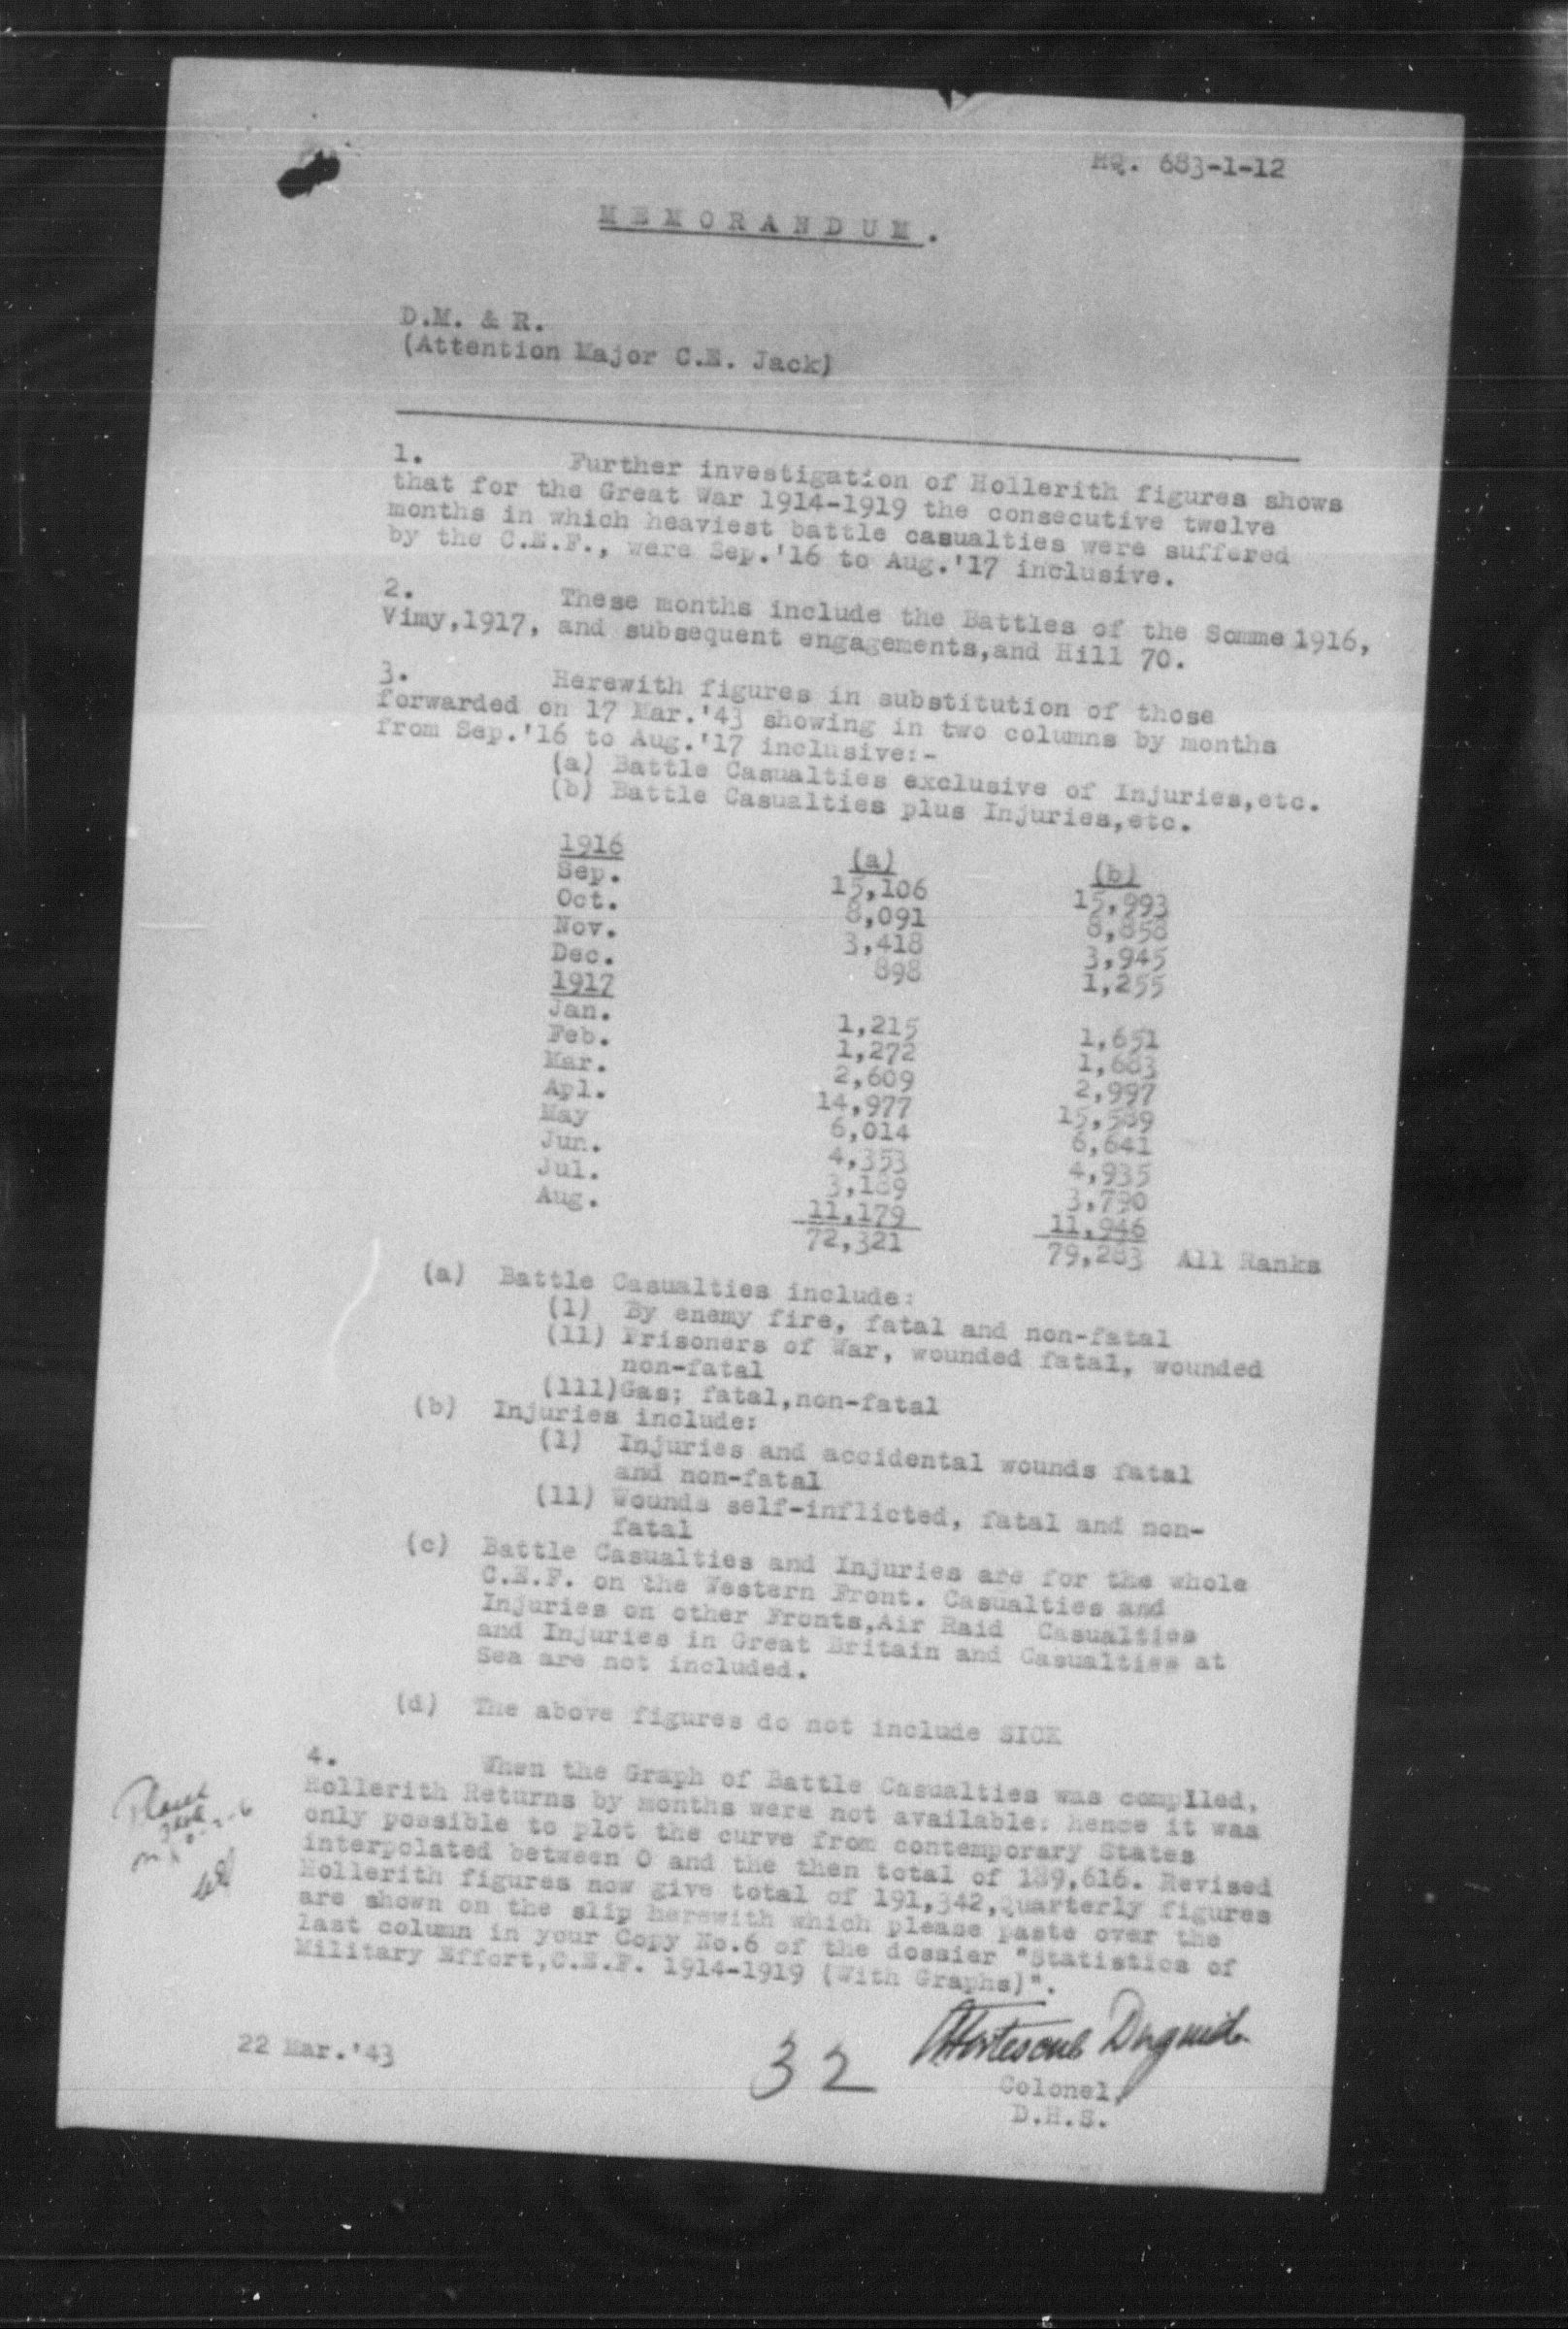 HQ. 683-1-12
MEMORANDUM.
D.M. & R.
(Attention Major C.E. Jack)
1. Further investigation of Hollerith figures shows
that for the Great War 1914-1919 the consecutive twelve
months in which heaviest battle casualties were suffered
by the C.E.F., were Sep.'16 to Aug.'17 inclusive.
2. These months include the Battles of the Somme 1916,
Vimy,1917, and subsequent engagements,and Hill 70.
3. Herewith figures in substitution of those
forwarded on 17 Mar.'43 showing in two columns by months
from Sep.'16 to Aug.'17 inclusive:-
(a) Battle Casualties exclusive of Injuries,etc.
(b) Battle Casualties plus Injuries,etc.
1916 (a) (b)
Sep. 15,106 15,993
Oct. 8,091 8,858
Nov. 3,418 3,945
Dec. 898 1,255
1917
Jan. 1,215 1,651
Feb. 1,272 1,683
Mar. 2,609 2,997
Apl. 14,977 15,589
May 6,014 6,641
Jun. 4,353 4,935
Jul. 3,189 3,790
Aug. 11,179 11,946
72,321 79,283 All Ranks
(a) Battle Casualties include:
(i) By enemy fire, fatal and non-fatal
(ii) Prisoners of War, wounded fatal, wounded
non-fatal
(iii)Gas; fatal,non-fatal
(b) Injuries include:
(i) Injuries and accidental wounds fatal
and non-fatal
(ii) Wounds self-inflicted, fatal and non-
fatal
(c) Battle Casualties and Injuries are for the whole
C.E.F. on the Western Front. Casualties and
Injuries on other Fronts,Air Raid Casualties
and Injuries in Great Britain and Casualties at
Sea are not included.
(d) The above figures do not include SICK
4. When the Graph of Battle Casualties was compiled,
Hollerith Returns by months were not available: hence it was
only possible to plot the curve from contemporary States
interpolated between 0 and the then total of 189,616. Revised
Hollerith figures now give total of 191,342,Quarterly figures
are shown on the slip herewith which please paste over the
last column in your Copy No.6 of the dossier "Statistics of
Military Effort,C.E.F. 1914-1919 (With Graphs)".
22 Mar.'43
32
Fortescue Duguid
Colonel,
D.H.S.